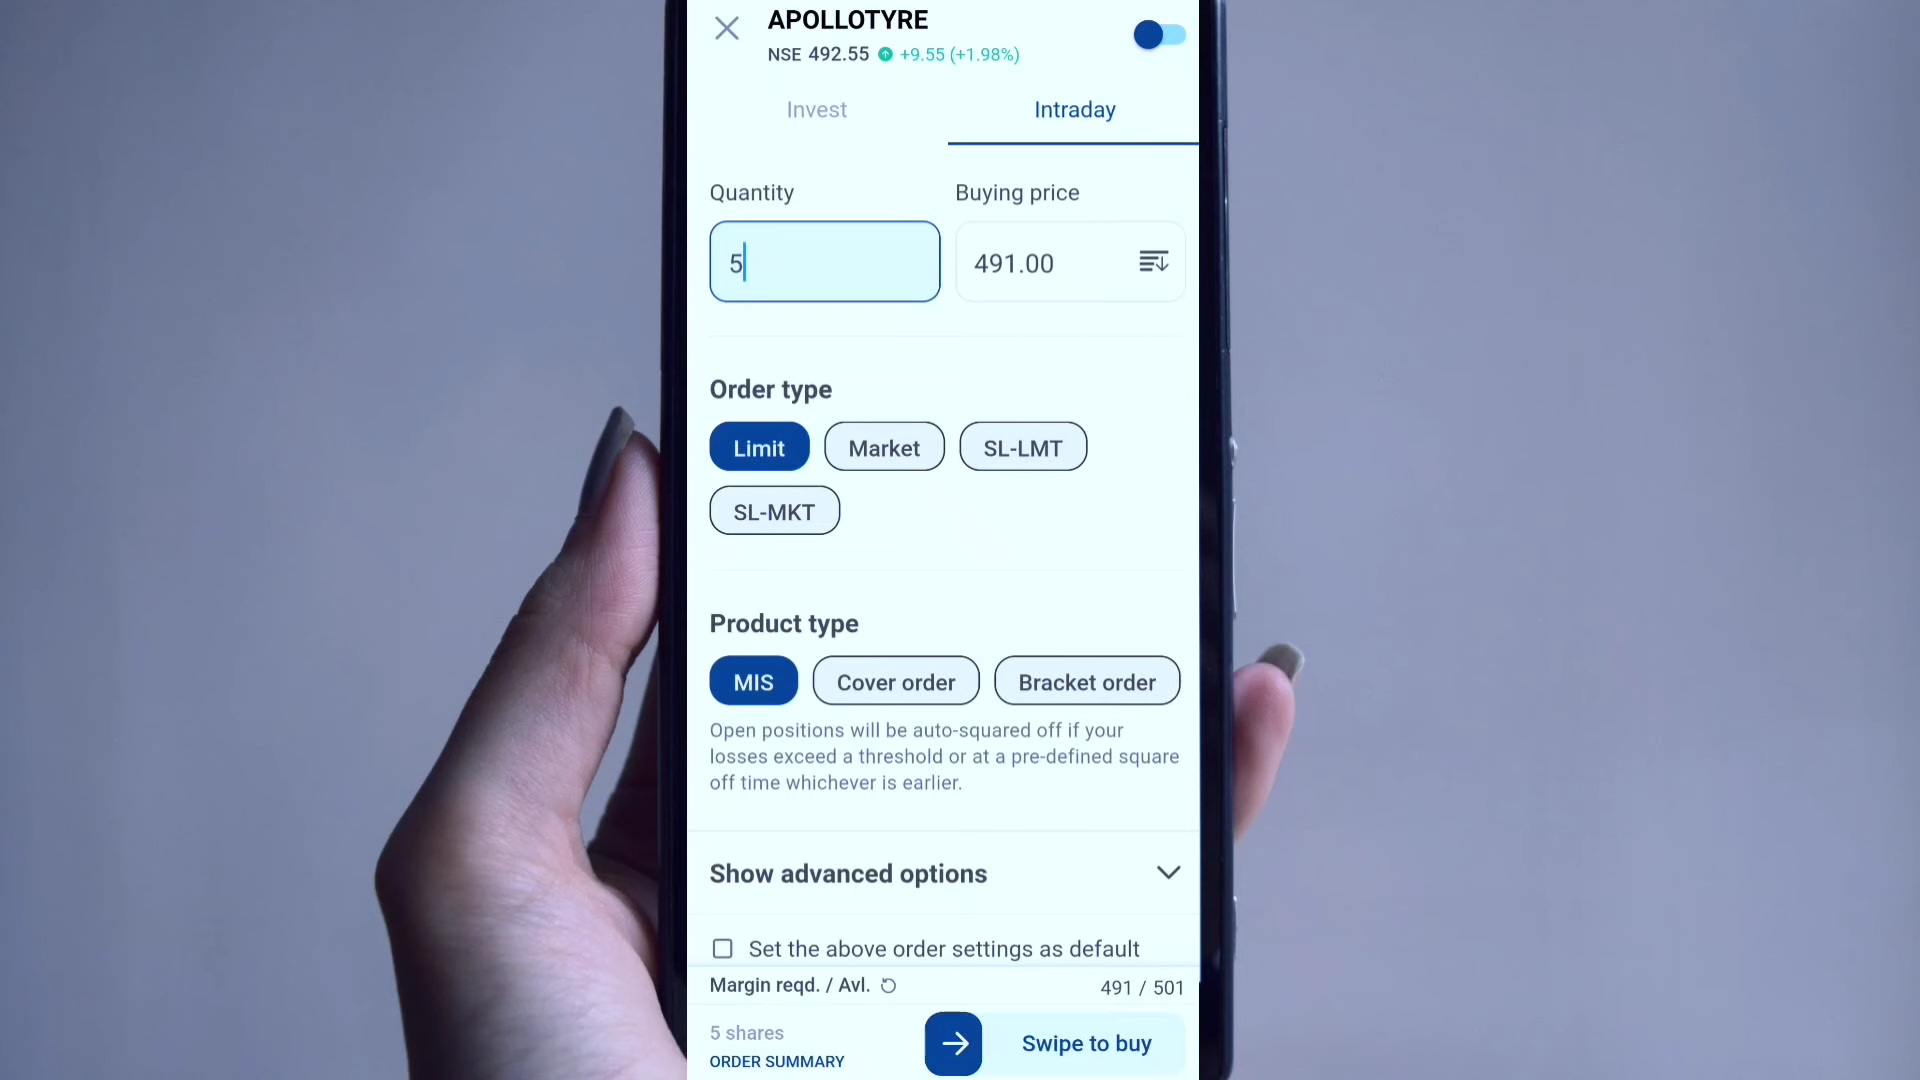 APOLLOTYRE
NSE 492.55 +9.55 (+1.98%)
Invest Intraday
Quantity Buying price
5 491.00
Order type
Limit Market SL-LMT
SL-MKT
Product type
MIS Cover order Bracket order
Open positions will be auto-squared off if your
losses exceed a threshold or at a pre-defined square
off time whichever is earlier.
Show advanced options
Set the above order settings as default
Margin reqd. / Avl. 491 / 501
5 shares
Swipe to buy
ORDER SUMMARY